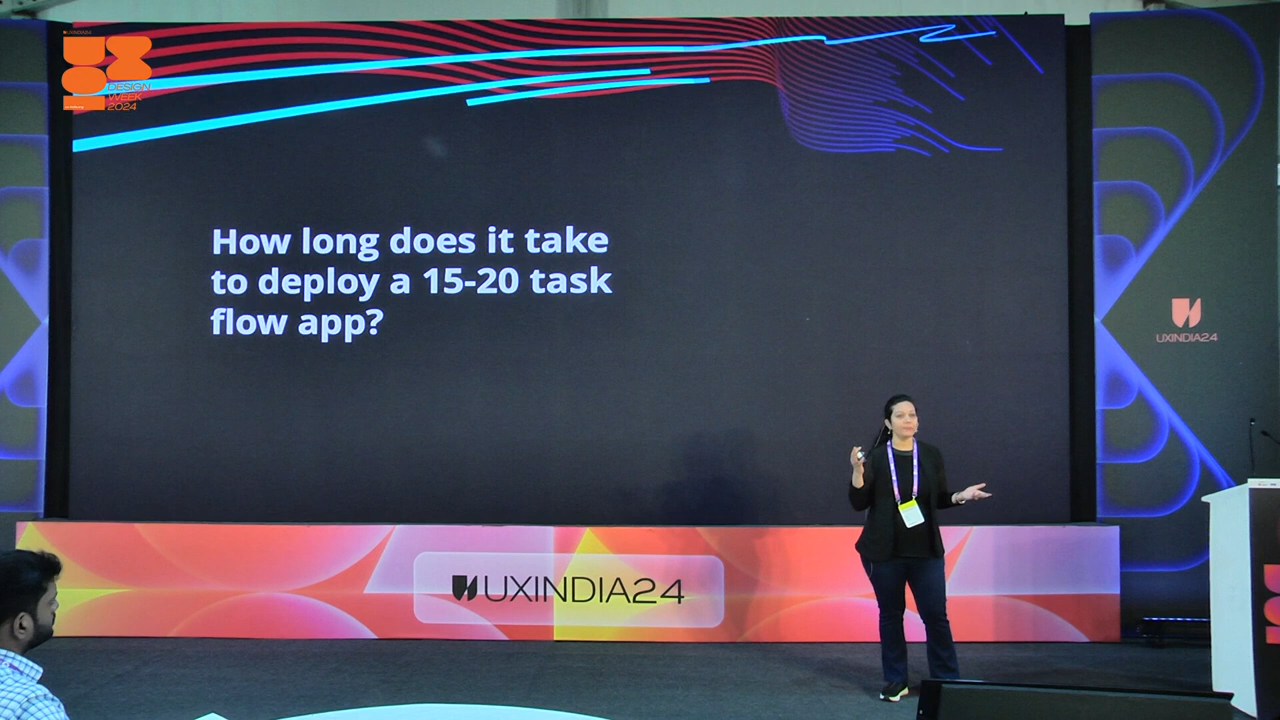 UXINDIA24
DESIGN
WEEK
2024
How long does it take
to deploy a 15-20 task
flow app?
UXINDIA24
UXINDIA24